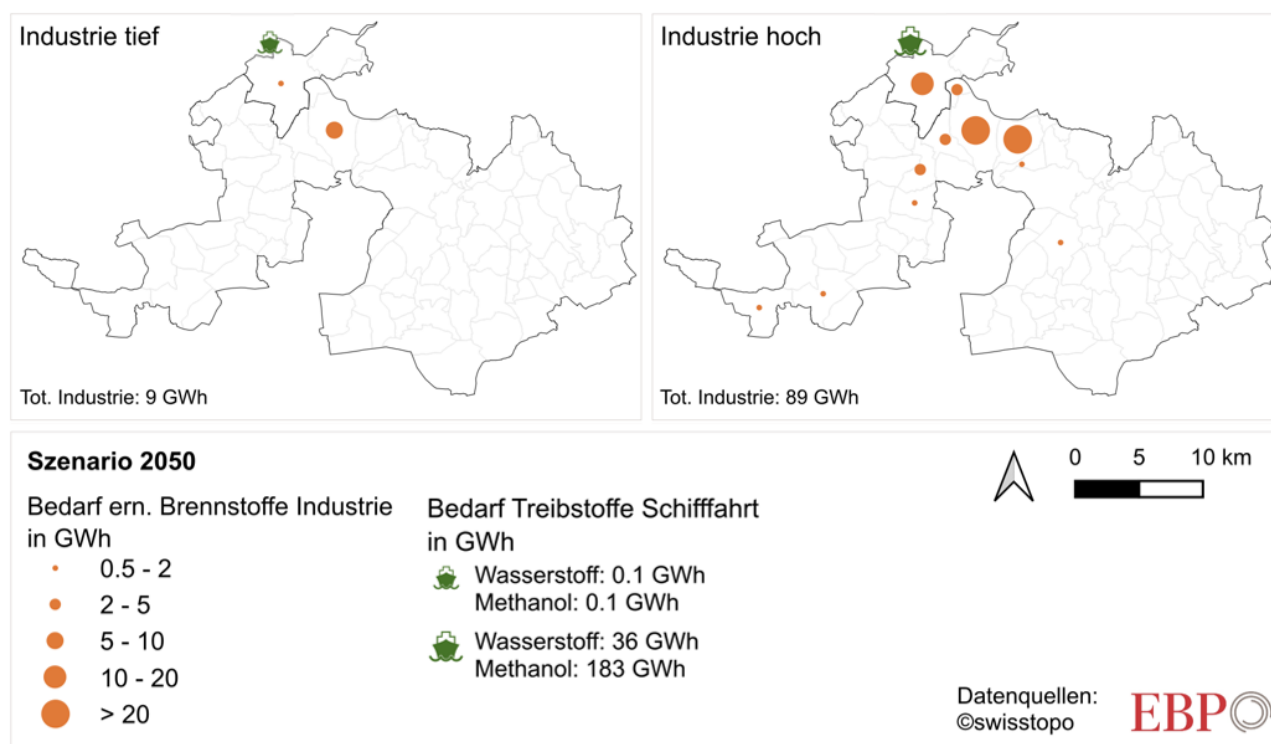 Industrie tief
Tot. Industrie: 9 GWh
Industrie hoch
Tot. Industrie: 89 GWh
Szenario 2050
Bedarf ern. Brennstoffe Industrie
in GWh
0.5 - 2
2 - 5
5 - 10
10 - 20
> 20
Bedarf Treibstoffe Schifffahrt
in GWh
Wasserstoff: 0.1 GWh
Methanol: 0.1 GWh
Wasserstoff: 36 GWh
Methanol: 183 GWh
0 5 10 km
Datenquellen:
©swisstopo
EBP